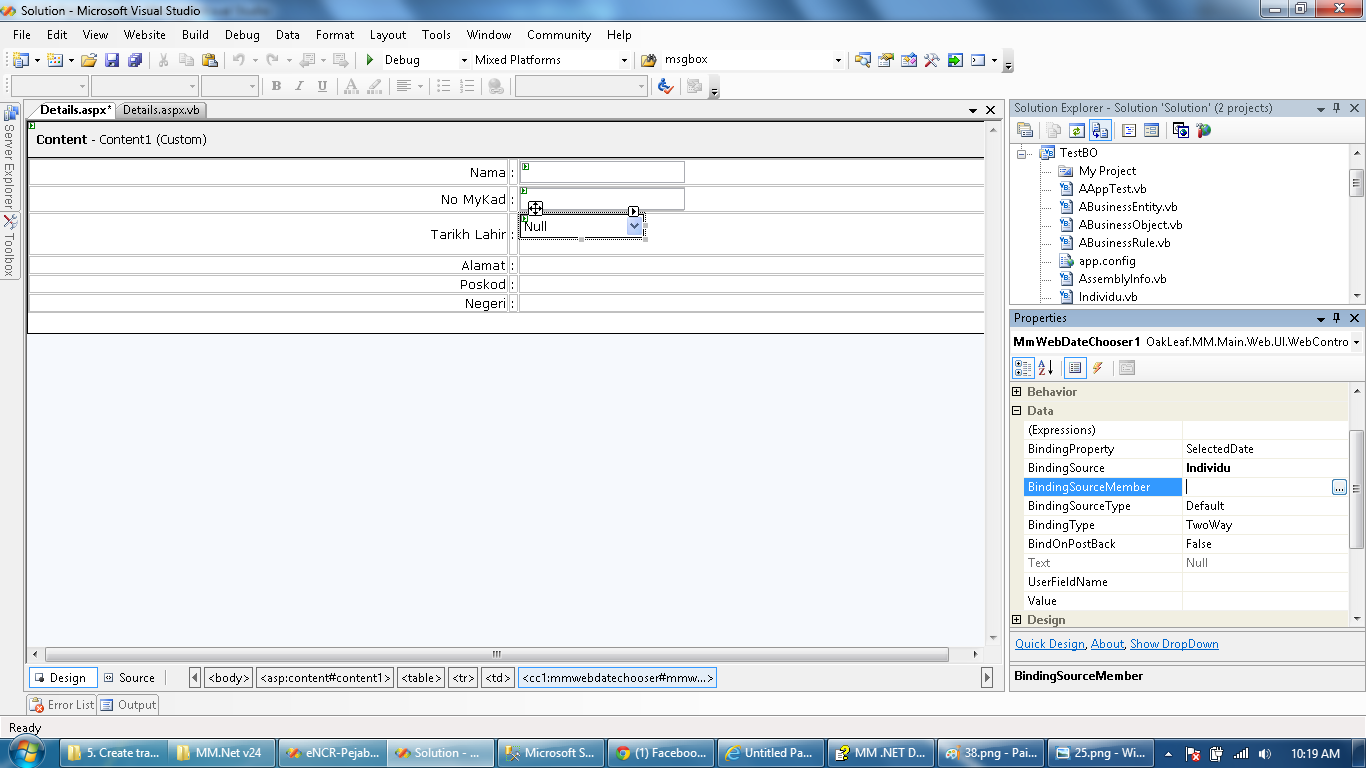 Solution - Microsoft Visual Studio
File Edit View Website Build Debug Data Format Layout Tools Window Community Help
Debug Mixed Platforms msgbox
B I U A
Details.aspx* Details.aspx.vb
Server Explorer
Toolbox
Content - Content1 (Custom)
Nama :
No MyKad :
Tarikh Lahir : Null
Alamat :
Poskod :
Negeri :
Design Source <body> <asp:content#content1> <table> <tr> <td> <cc1:mmwebdatechooser#mmw...>
Error List Output
Ready
Solution Explorer - Solution 'Solution' (2 projects)
TestBO
My Project
AAppTest.vb
ABusinessEntity.vb
ABusinessObject.vb
ABusinessRule.vb
app.config
AssemblyInfo.vb
Individu.vb
Properties
MmWebDateChooser1 OakLeaf.MM.Main.Web.UI.WebContro
Behavior
Data
(Expressions)
BindingProperty SelectedDate
BindingSource Individu
BindingSourceMember ...
BindingSourceType Default
BindingType TwoWay
BindOnPostBack False
Text Null
UserFieldName
Value
Design
Quick Design, About, Show DropDown
BindingSourceMember
5. Create tra... MM.Net v24 eNCR-Pejab... Solution - ... Microsoft S... (1) Faceboo... Untitled Pa... MM .NET D... 38.png - Pai... 25.png - Wi... 10:19 AM